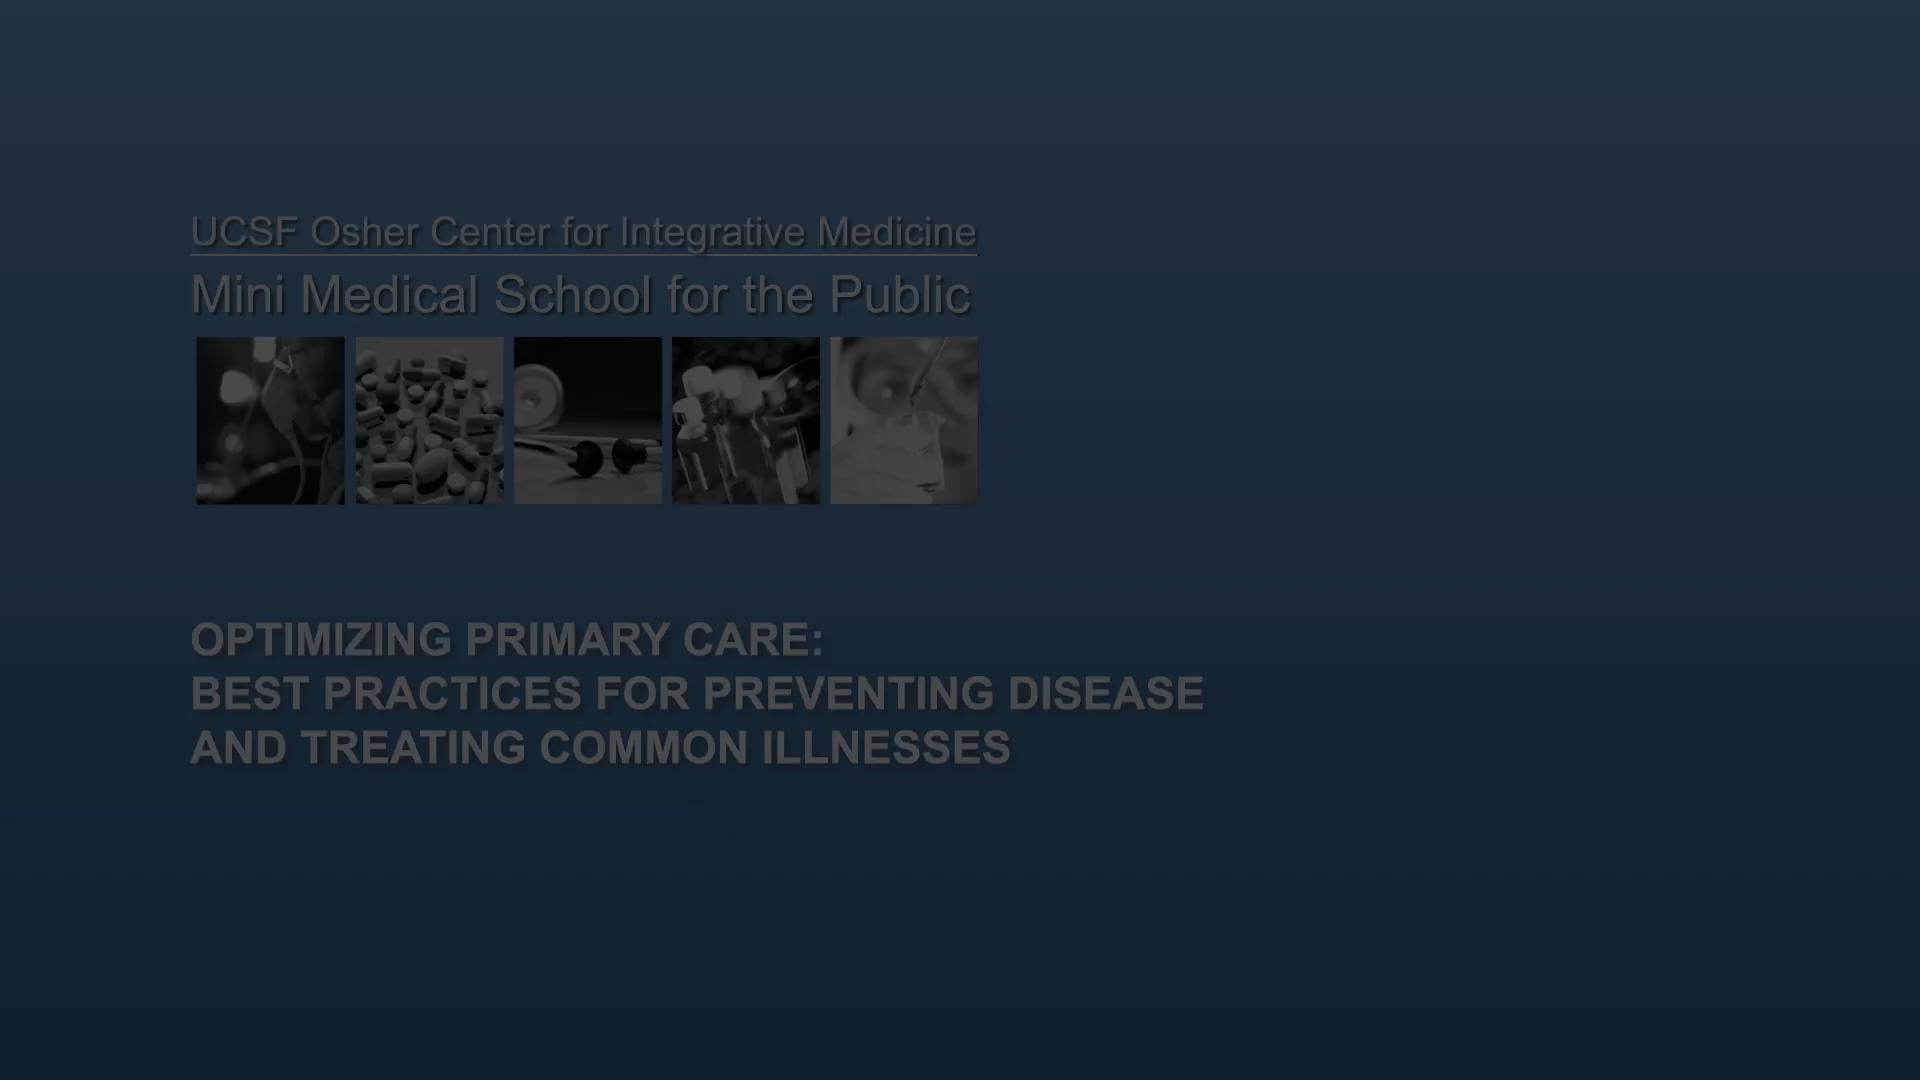 UCSF Osher Center for Integrative Medicine
Mini Medical School for the Public
OPTIMIZING PRIMARY CARE:
BEST PRACTICES FOR PREVENTING DISEASE
AND TREATING COMMON ILLNESSES